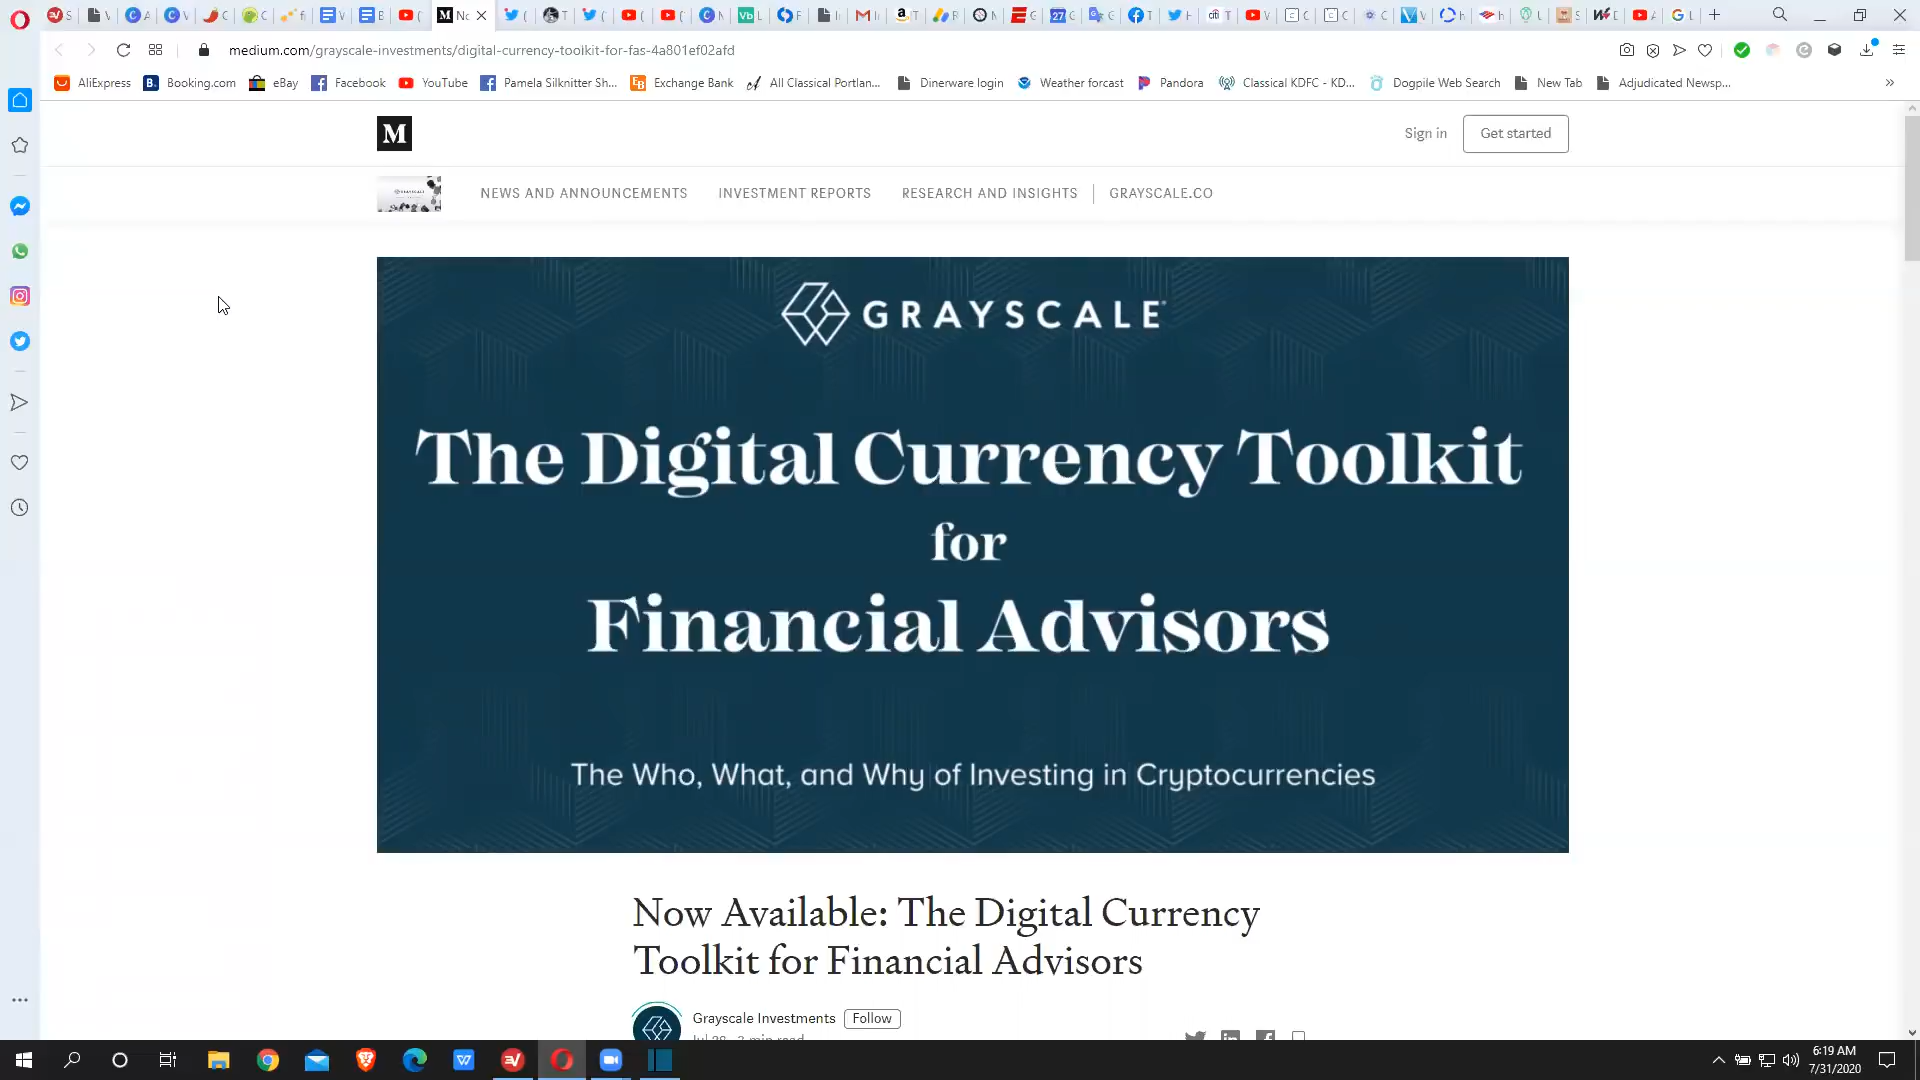 medium.com/grayscale-investments/digital-currency-toolkit-for-fas-4a801ef02afd
AliExpress Booking.com eBay Facebook YouTube Pamela Silknitter Sh... Exchange Bank All Classical Portlan... Dinerware login Weather forcast Pandora Classical KDFC - KD... Dogpile Web Search New Tab Adjudicated Newsp...
M
Sign in Get started
NEWS AND ANNOUNCEMENTS INVESTMENT REPORTS RESEARCH AND INSIGHTS GRAYSCALE.CO
GRAYSCALE
The Digital Currency Toolkit
for
Financial Advisors
The Who, What, and Why of Investing in Cryptocurrencies
Now Available: The Digital Currency
Toolkit for Financial Advisors
Grayscale Investments Follow
6:19 AM
7/31/2020